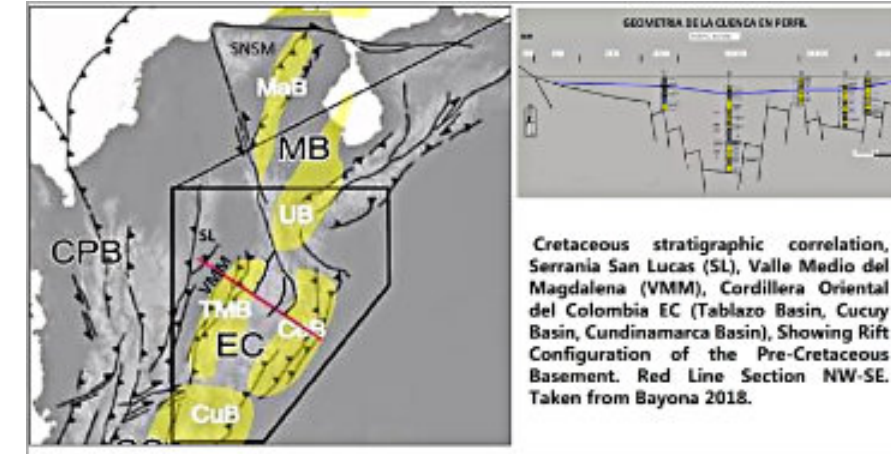 SNSM
MaB
MB
UB
CPB
SL
VMM
TMB
CoB
EC
CuB
GEOMETRIA DE LA CUENCA EN PERFIL
Cretaceous stratigraphic correlation,
Serrania San Lucas (SL), Valle Medio del
Magdalena (VMM), Cordillera Oriental
del Colombia EC (Tablazo Basin, Cucuy
Basin, Cundinamarca Basin), Showing Rift
Configuration of the Pre-Cretaceous
Basement. Red Line Section NW-SE.
Taken from Bayona 2018.